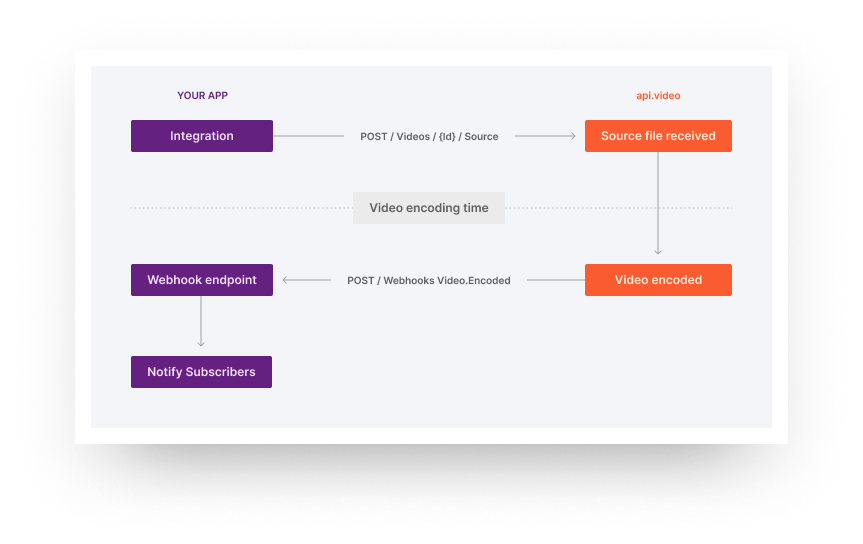 YOUR APP
api.video
Integration
POST / Videos / {Id} / Source
Source file received
Video encoding time
Webhook endpoint
POST / Webhooks Video.Encoded
Video encoded
Notify Subscribers